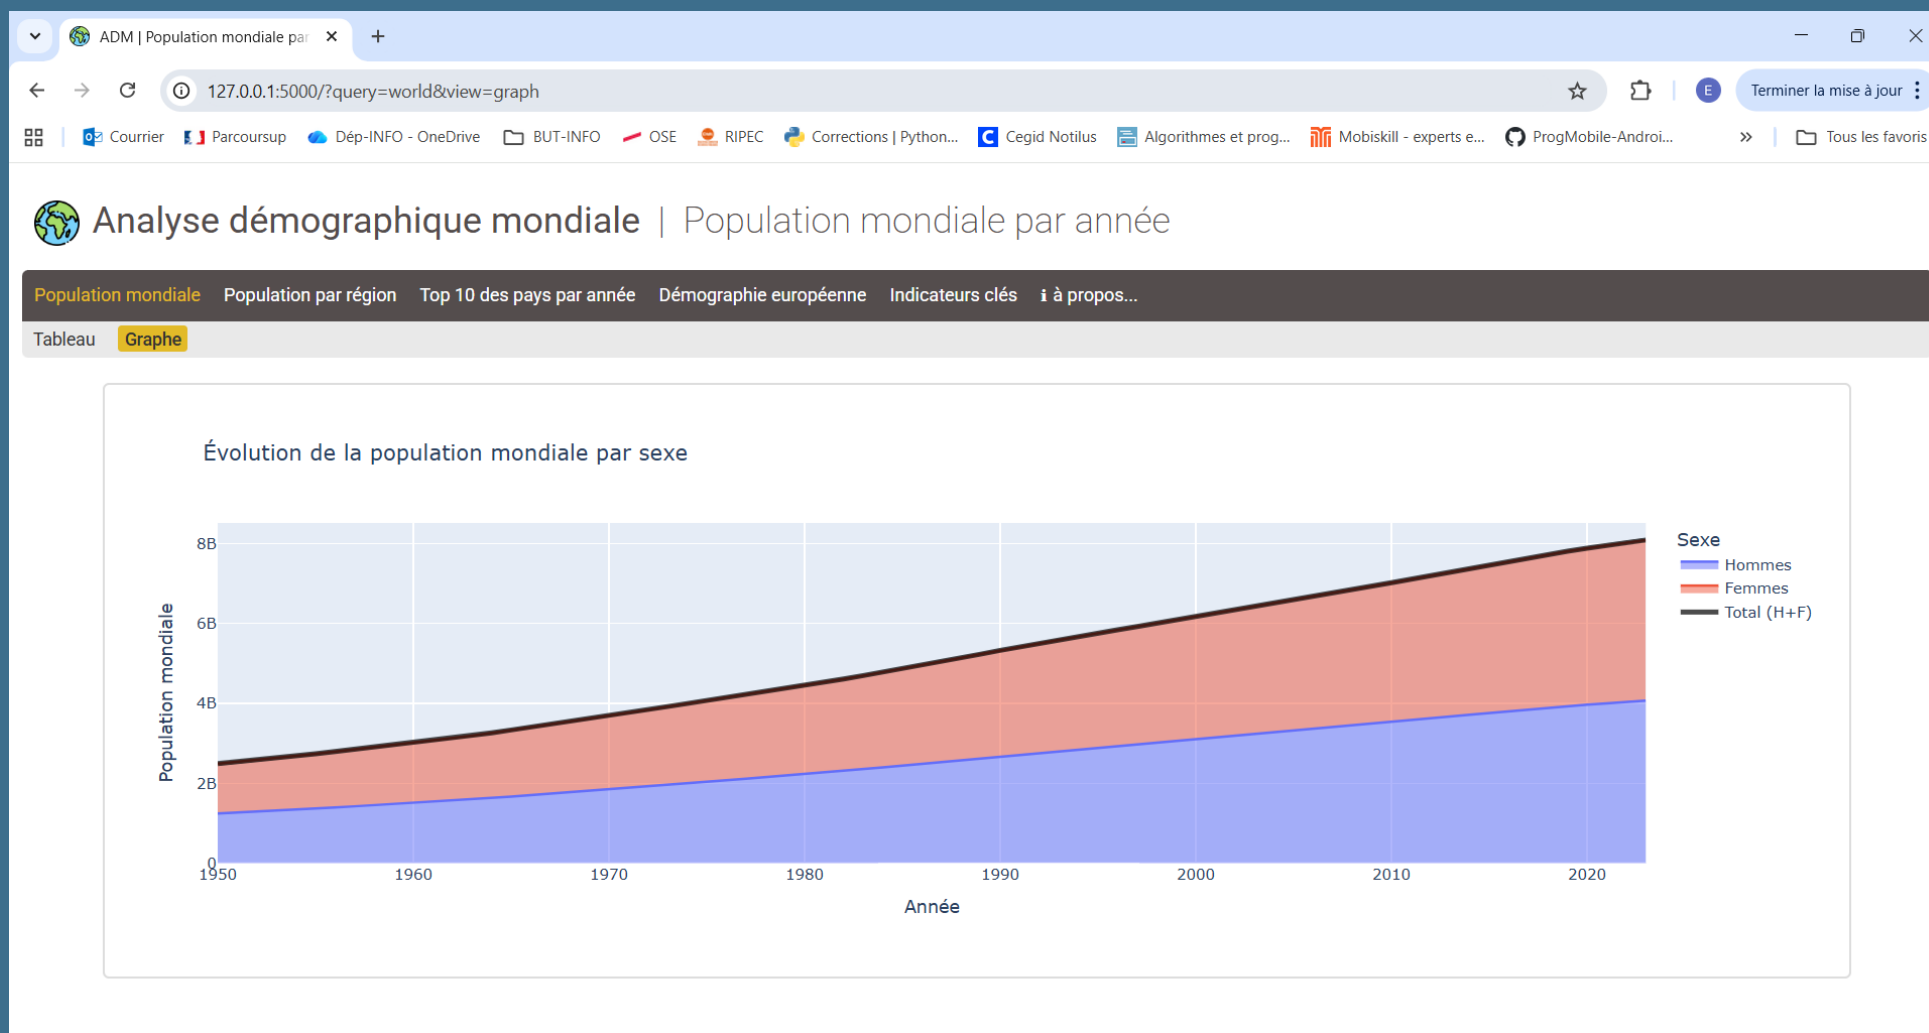 ADM | Population mondiale par
127.0.0.1:5000/?query=world&view=graph
E
Terminer la mise à jour
Courrier Parcoursup Dép-INFO - OneDrive BUT-INFO OSE RIPEC Corrections | Python... Cegid Notilus Algorithmes et prog... Mobiskill - experts e... ProgMobile-Androi... » Tous les favoris
Analyse démographique mondiale | Population mondiale par année
Population mondiale Population par région Top 10 des pays par année Démographie européenne Indicateurs clés i à propos...
Tableau Graphe
Évolution de la population mondiale par sexe
Population mondiale
8B
6B
4B
2B
0
1950 1960 1970 1980 1990 2000 2010 2020
Année
Sexe
Hommes
Femmes
Total (H+F)